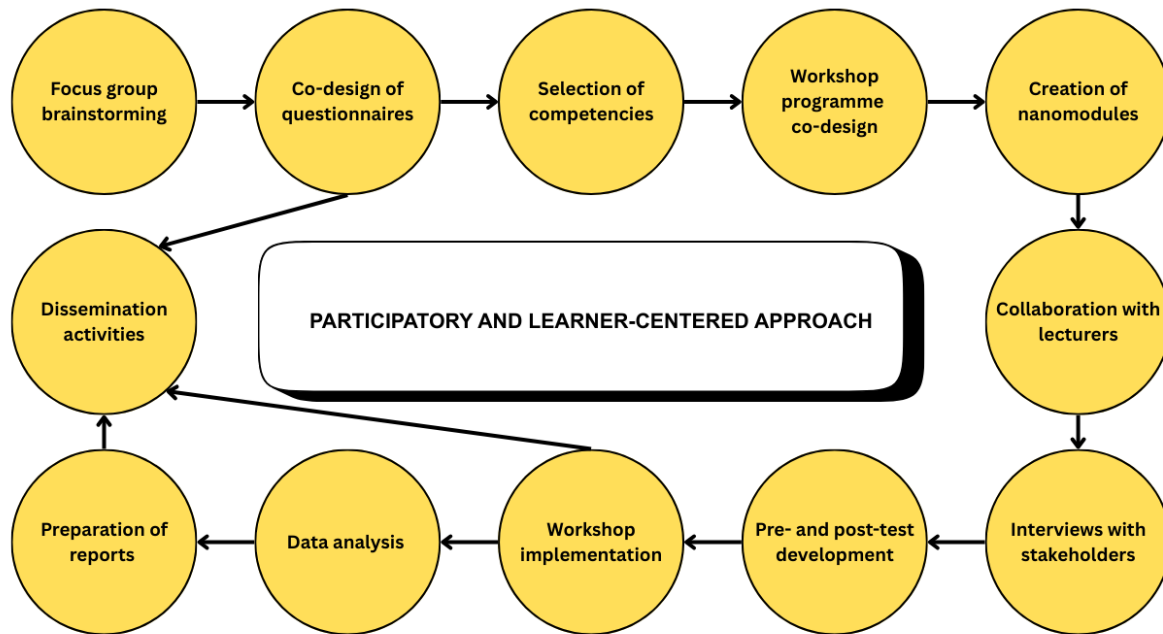 Focus group
brainstorming
Co-design of
questionnaires
Selection of
competencies
Workshop
programme
co-design
Creation of
nanomodules
Dissemination
activities
PARTICIPATORY AND LEARNER-CENTERED APPROACH
Collaboration with
lecturers
Preparation of
reports
Data analysis
Workshop
implementation
Pre- and post-test
development
Interviews with
stakeholders